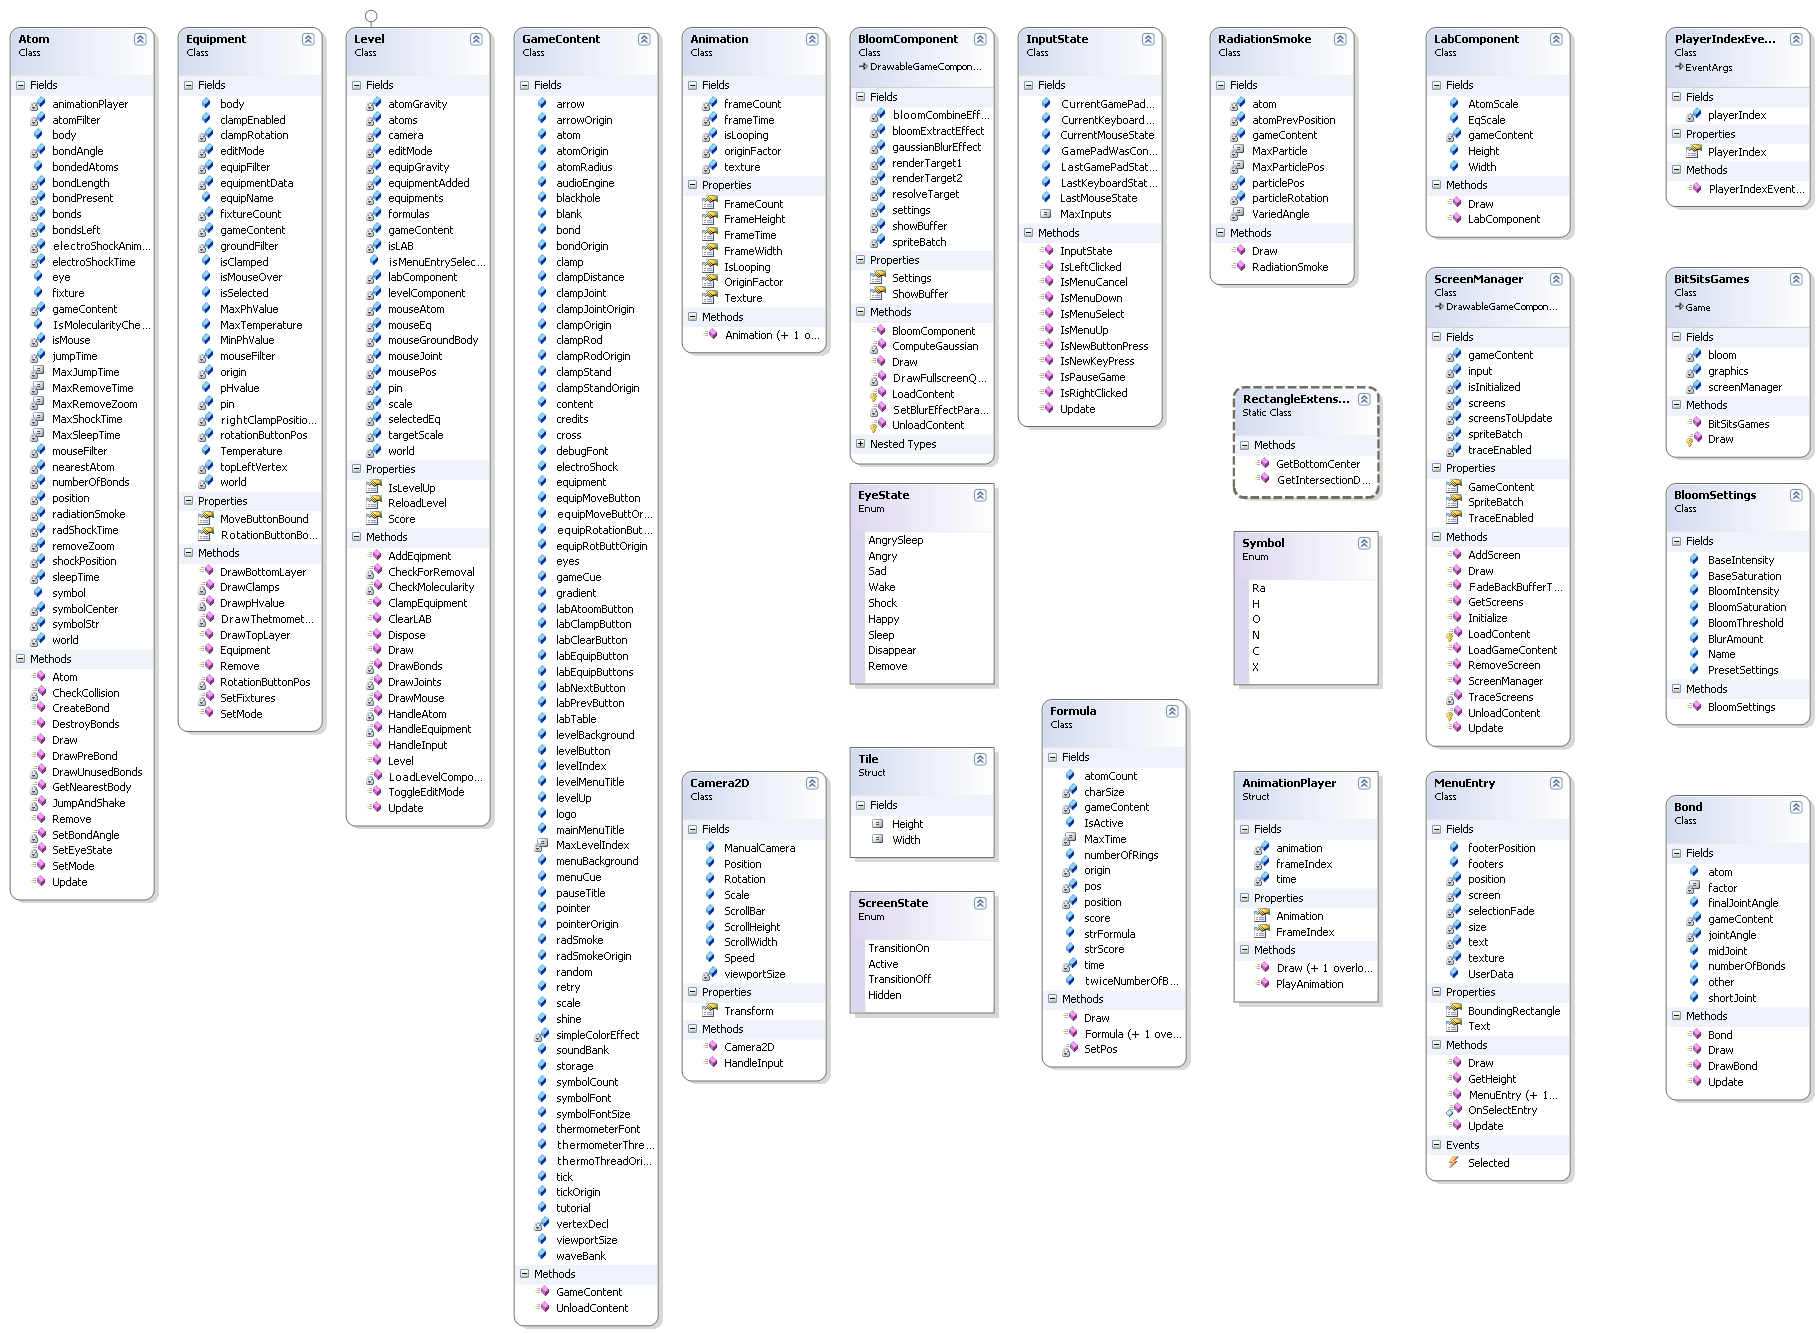 Atom
Class
Fields
animationPlayer
atomFilter
body
bondAngle
bondedAtoms
bondLength
bondPresent
bonds
bondsLeft
electroShockAnim...
electroShockTime
eye
fixture
gameContent
IsMolecularityChe...
isMouse
jumpTime
MaxJumpTime
MaxRemoveTime
MaxRemoveZoom
MaxShockTime
MaxSleepTime
mouseFilter
nearestAtom
numberOfBonds
position
radiationSmoke
radShockTime
removeZoom
shockPosition
sleepTime
symbol
symbolCenter
symbolStr
world
Methods
Atom
CheckCollision
CreateBond
DestroyBonds
Draw
DrawPreBond
DrawUnusedBonds
GetNearestBody
JumpAndShake
Remove
SetBondAngle
SetEyeState
SetMode
Update
Equipment
Class
Fields
body
clampEnabled
clampRotation
editMode
equipFilter
equipmentData
equipName
fixtureCount
gameContent
groundFilter
isClamped
isMouseOver
isSelected
MaxPhValue
MaxTemperature
MinPhValue
mouseFilter
origin
pHvalue
pin
rightClampPositio...
rotationButtonPos
Temperature
topLeftVertex
world
Properties
MoveButtonBound
RotationButtonBo...
Methods
DrawBottomLayer
DrawClamps
DrawpHvalue
DrawThetmomet...
DrawTopLayer
Equipment
Remove
RotationButtonPos
SetFixtures
SetMode
Level
Class
Fields
atomGravity
atoms
camera
editMode
equipGravity
equipmentAdded
equipments
formulas
gameContent
isLAB
isMenuEntrySelec...
labComponent
levelComponent
mouseAtom
mouseEq
mouseGroundBody
mouseJoint
mousePos
pin
scale
selectedEq
targetScale
world
Properties
IsLevelUp
ReloadLevel
Score
Methods
AddEqipment
CheckForRemoval
CheckMolecularity
ClampEquipment
ClearLAB
Dispose
Draw
DrawBonds
DrawJoints
DrawMouse
HandleAtom
HandleEquipment
HandleInput
Level
LoadLevelCompo...
ToggleEditMode
Update
GameContent
Class
Fields
arrow
arrowOrigin
atom
atomOrigin
atomRadius
audioEngine
blackhole
blank
bond
bondOrigin
clamp
clampDistance
clampJoint
clampJointOrigin
clampOrigin
clampRod
clampRodOrigin
clampStand
clampStandOrigin
content
credits
cross
debugFont
electroShock
equipment
equipMoveButton
equipMoveButtOr...
equipRotationBut...
equipRotButtOrigin
eyes
gameCue
gradient
labAtoomButton
labClampButton
labClearButton
labEquipButton
labEquipButtons
labNextButton
labPrevButton
labTable
levelBackground
levelButton
levelIndex
levelMenuTitle
levelUp
logo
mainMenuTitle
MaxLevelIndex
menuBackground
menuCue
pauseTitle
pointer
pointerOrigin
radSmoke
radSmokeOrigin
random
retry
scale
shine
simpleColorEffect
soundBank
storage
symbolCount
symbolFont
symbolFontSize
thermometerFont
thermometerThre...
thermoThreadOri...
tick
tickOrigin
tutorial
vertexDecl
viewportSize
waveBank
Methods
GameContent
UnloadContent
Animation
Class
Fields
frameCount
frameTime
isLooping
originFactor
texture
Properties
FrameCount
FrameHeight
FrameTime
FrameWidth
IsLooping
OriginFactor
Texture
Methods
Animation (+ 1 o...
Camera2D
Class
Fields
ManualCamera
Position
Rotation
Scale
ScrollBar
ScrollHeight
ScrollWidth
Speed
viewportSize
Properties
Transform
Methods
Camera2D
HandleInput
BloomComponent
Class
DrawableGameCompon...
Fields
bloomCombineEff...
bloomExtractEffect
gaussianBlurEffect
renderTarget1
renderTarget2
resolveTarget
settings
showBuffer
spriteBatch
Properties
Settings
ShowBuffer
Methods
BloomComponent
ComputeGaussian
Draw
DrawFullscreenQ...
LoadContent
SetBlurEffectPara...
UnloadContent
Nested Types
EyeState
Enum
AngrySleep
Angry
Sad
Wake
Shock
Happy
Sleep
Disappear
Remove
Tile
Struct
Fields
Height
Width
ScreenState
Enum
TransitionOn
Active
TransitionOff
Hidden
InputState
Class
Fields
CurrentGamePad...
CurrentKeyboard...
CurrentMouseState
GamePadWasCon...
LastGamePadStat...
LastKeyboardStat...
LastMouseState
MaxInputs
Methods
InputState
IsLeftClicked
IsMenuCancel
IsMenuDown
IsMenuSelect
IsMenuUp
IsNewButtonPress
IsNewKeyPress
IsPauseGame
IsRightClicked
Update
Formula
Class
Fields
atomCount
charSize
gameContent
IsActive
MaxTime
numberOfRings
origin
pos
position
score
strFormula
strScore
time
twiceNumberOfB...
Methods
Draw
Formula (+ 1 ove...
SetPos
RadiationSmoke
Class
Fields
atom
atomPrevPosition
gameContent
MaxParticle
MaxParticlePos
particlePos
particleRotation
VariedAngle
Methods
Draw
RadiationSmoke
RectangleExtens...
Static Class
Methods
GetBottomCenter
GetIntersectionD...
Symbol
Enum
Ra
H
O
N
C
X
AnimationPlayer
Struct
Fields
animation
frameIndex
time
Properties
Animation
FrameIndex
Methods
Draw (+ 1 overlo...
PlayAnimation
LabComponent
Class
Fields
AtomScale
EqScale
gameContent
Height
Width
Methods
Draw
LabComponent
ScreenManager
Class
DrawableGameCompon...
Fields
gameContent
input
isInitialized
screens
screensToUpdate
spriteBatch
traceEnabled
Properties
GameContent
SpriteBatch
TraceEnabled
Methods
AddScreen
Draw
FadeBackBufferT...
GetScreens
Initialize
LoadContent
LoadGameContent
RemoveScreen
ScreenManager
TraceScreens
UnloadContent
Update
MenuEntry
Class
Fields
footerPosition
footers
position
screen
selectionFade
size
text
texture
UserData
Properties
BoundingRectangle
Text
Methods
Draw
GetHeight
MenuEntry (+ 1...
OnSelectEntry
Update
Events
Selected
PlayerIndexEve...
Class
EventArgs
Fields
playerIndex
Properties
PlayerIndex
Methods
PlayerIndexEvent...
BitSitsGames
Class
Game
Fields
bloom
graphics
screenManager
Methods
BitSitsGames
Draw
BloomSettings
Class
Fields
BaseIntensity
BaseSaturation
BloomIntensity
BloomSaturation
BloomThreshold
BlurAmount
Name
PresetSettings
Methods
BloomSettings
Bond
Class
Fields
atom
factor
finalJointAngle
gameContent
jointAngle
midJoint
numberOfBonds
other
shortJoint
Methods
Bond
Draw
DrawBond
Update